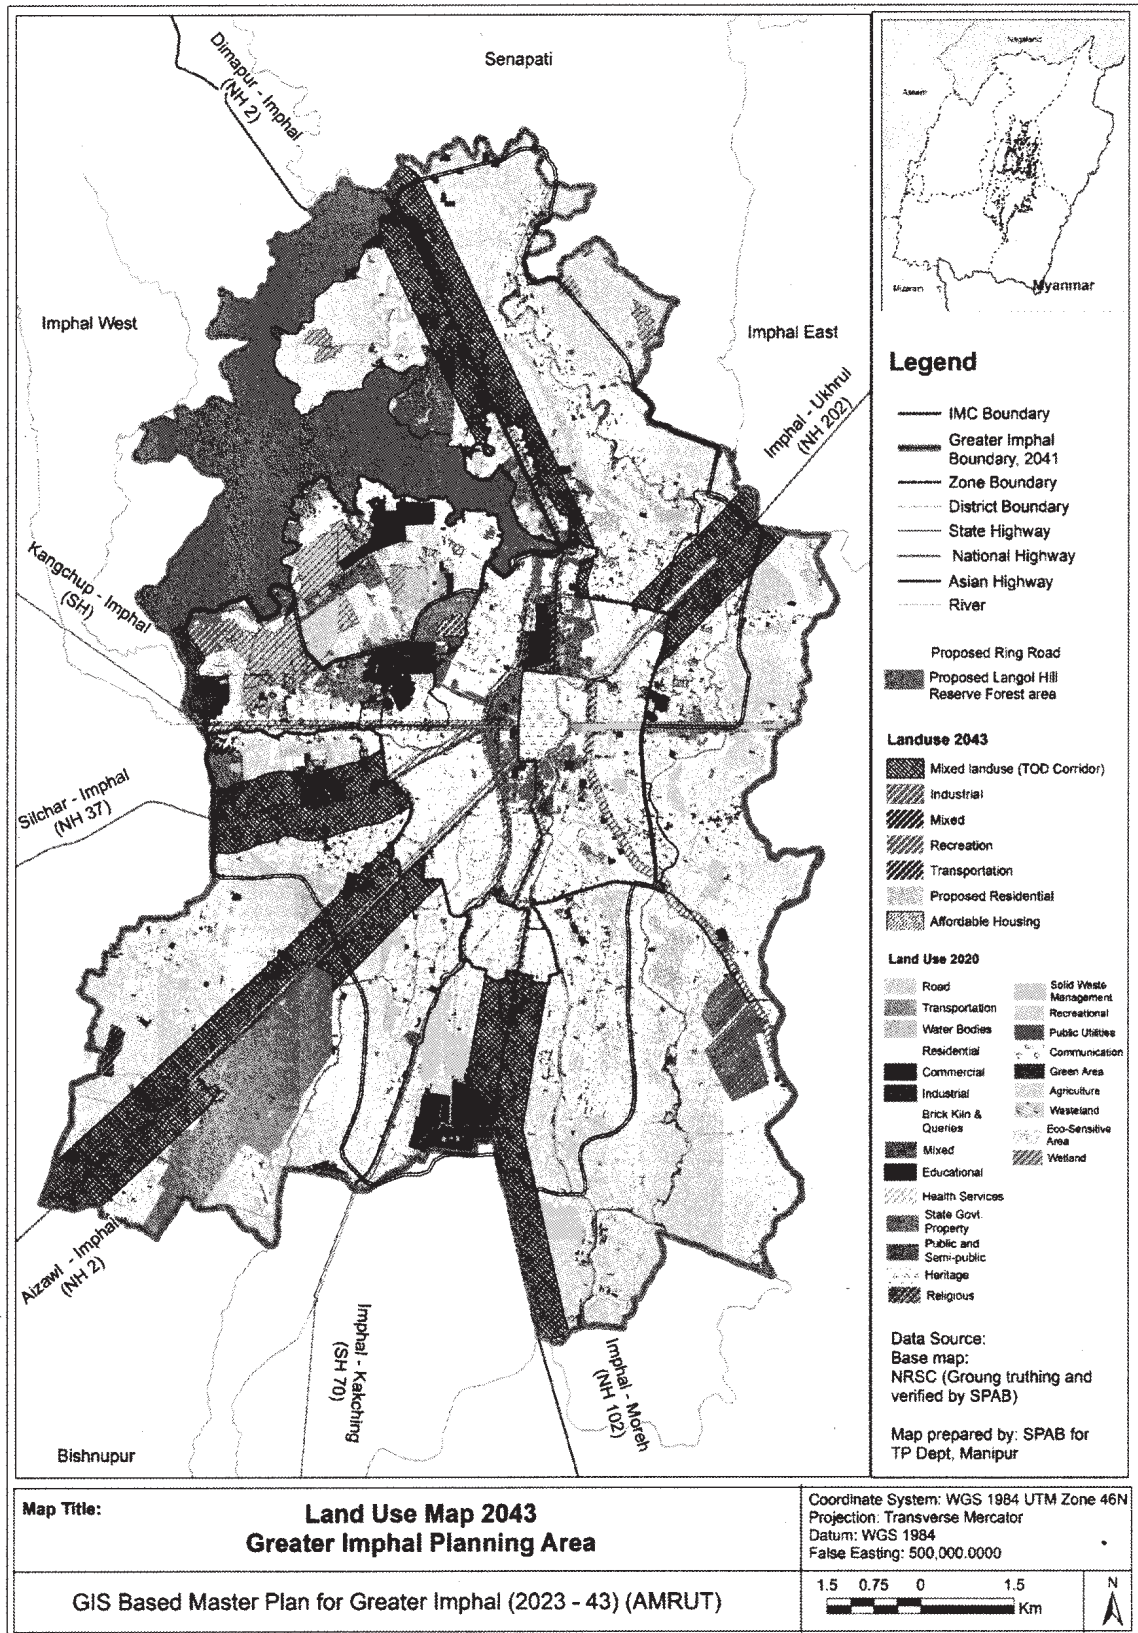 Senapati
Dimapur - Imphal
(NH 2)
Imphal West
Imphal East
Imphal - Ukhrul
(NH 202)
Kangchup - Imphal
(SH)
Silchar - Imphal
(NH 37)
Aizawl - Imphal
(NH 2)
Imphal - Kakching
(SH 70)
Imphal - Moreh
(NH 102)
Bishnupur
Nagaland
Assam
Mizoram
Myanmar
Legend
IMC Boundary
Greater Imphal
Boundary, 2041
Zone Boundary
District Boundary
State Highway
National Highway
Asian Highway
River
Proposed Ring Road
Proposed Langol Hill
Reserve Forest area
Landuse 2043
Mixed landuse (TOD Corridor)
Industrial
Mixed
Recreation
Transportation
Proposed Residential
Affordable Housing
Land Use 2020
Road
Transportation
Water Bodies
Residential
Commercial
Industrial
Brick Kiln &
Queries
Mixed
Educational
Health Services
State Govt.
Property
Public and
Semi-public
Heritage
Religious
Solid Waste
Management
Recreational
Public Utilities
Communication
Green Area
Agriculture
Wasteland
Eco-Sensitive
Area
Wetland
Data Source:
Base map:
NRSC (Groung truthing and
verified by SPAB)
Map prepared by: SPAB for
TP Dept, Manipur
Map Title:
Land Use Map 2043
Greater Imphal Planning Area
GIS Based Master Plan for Greater Imphal (2023 - 43) (AMRUT)
Coordinate System: WGS 1984 UTM Zone 46N
Projection: Transverse Mercator
Datum: WGS 1984
False Easting: 500,000.0000
1.5 0.75 0 1.5
Km
N